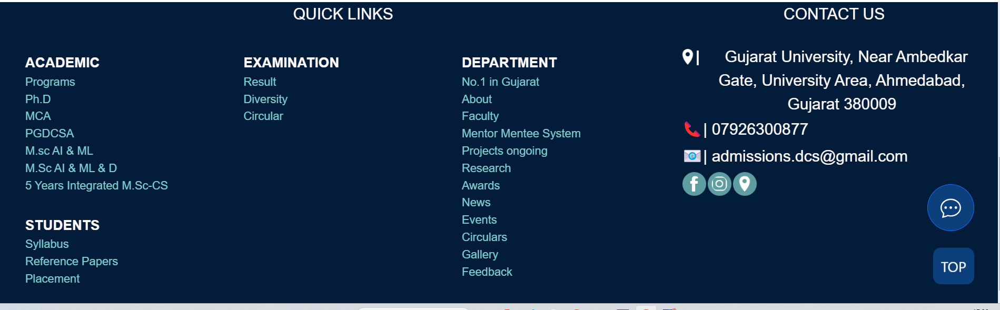 QUICK LINKS
ACADEMIC
Programs
Ph.D
MCA
PGDCSA
M.sc AI & ML
M.Sc AI & ML & D
5 Years Integrated M.Sc-CS
STUDENTS
Syllabus
Reference Papers
Placement
EXAMINATION
Result
Diversity
Circular
DEPARTMENT
No.1 in Gujarat
About
Faculty
Mentor Mentee System
Projects ongoing
Research
Awards
News
Events
Circulars
Gallery
Feedback
CONTACT US
| Gujarat University, Near Ambedkar
Gate, University Area, Ahmedabad,
Gujarat 380009
| 07926300877
| admissions.dcs@gmail.com
TOP